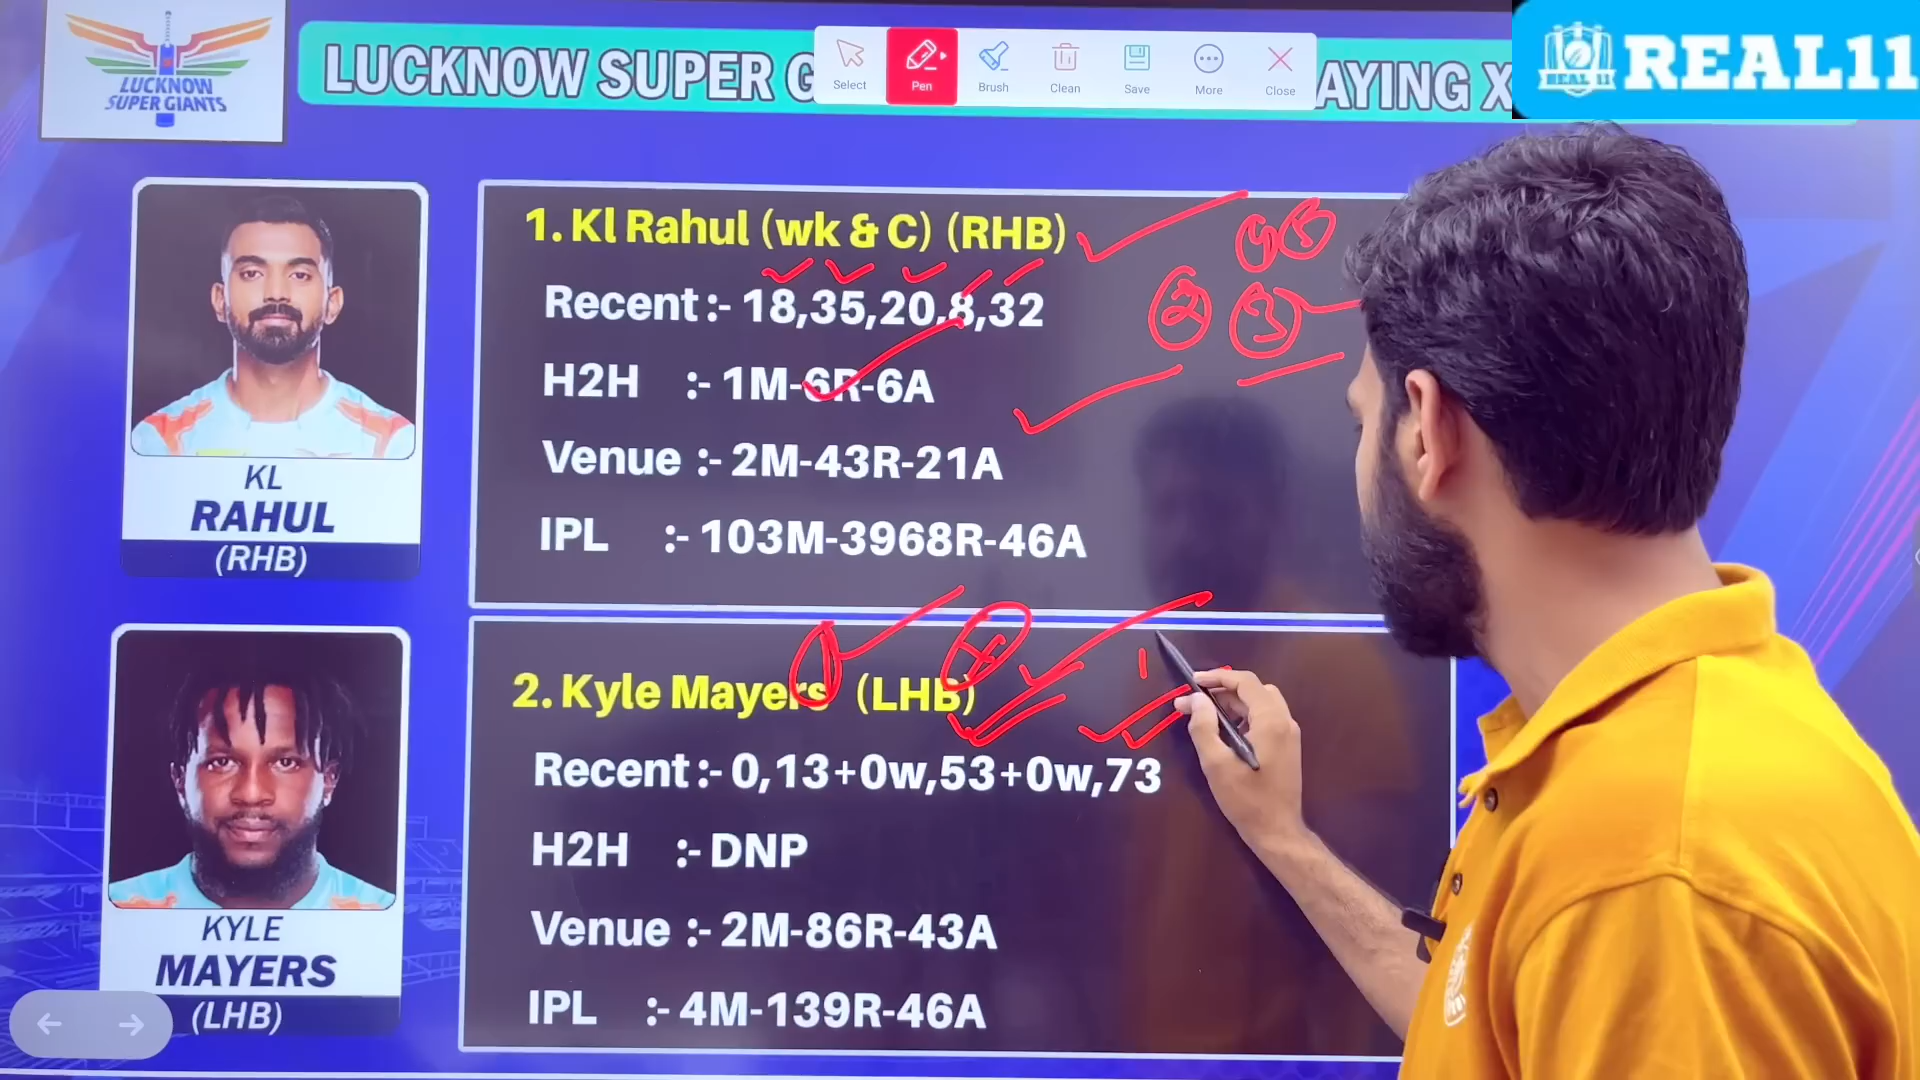 LUCKNOW
SUPER GIANTS
LUCKNOW SUPER G
AYING X
Select
Pen
Brush
Clean
Save
More
Close
REAL 11
REAL11
1. Kl Rahul (wk & C) (RHB)
Recent :- 18,35,20,8,32
H2H :- 1M-6R-6A
Venue :- 2M-43R-21A
IPL :- 103M-3968R-46A
KL
RAHUL
(RHB)
2. Kyle Mayers (LHB)
Recent :- 0,13+0w,53+0w,73
H2H :- DNP
Venue :- 2M-86R-43A
IPL :- 4M-139R-46A
KYLE
MAYERS
(LHB)